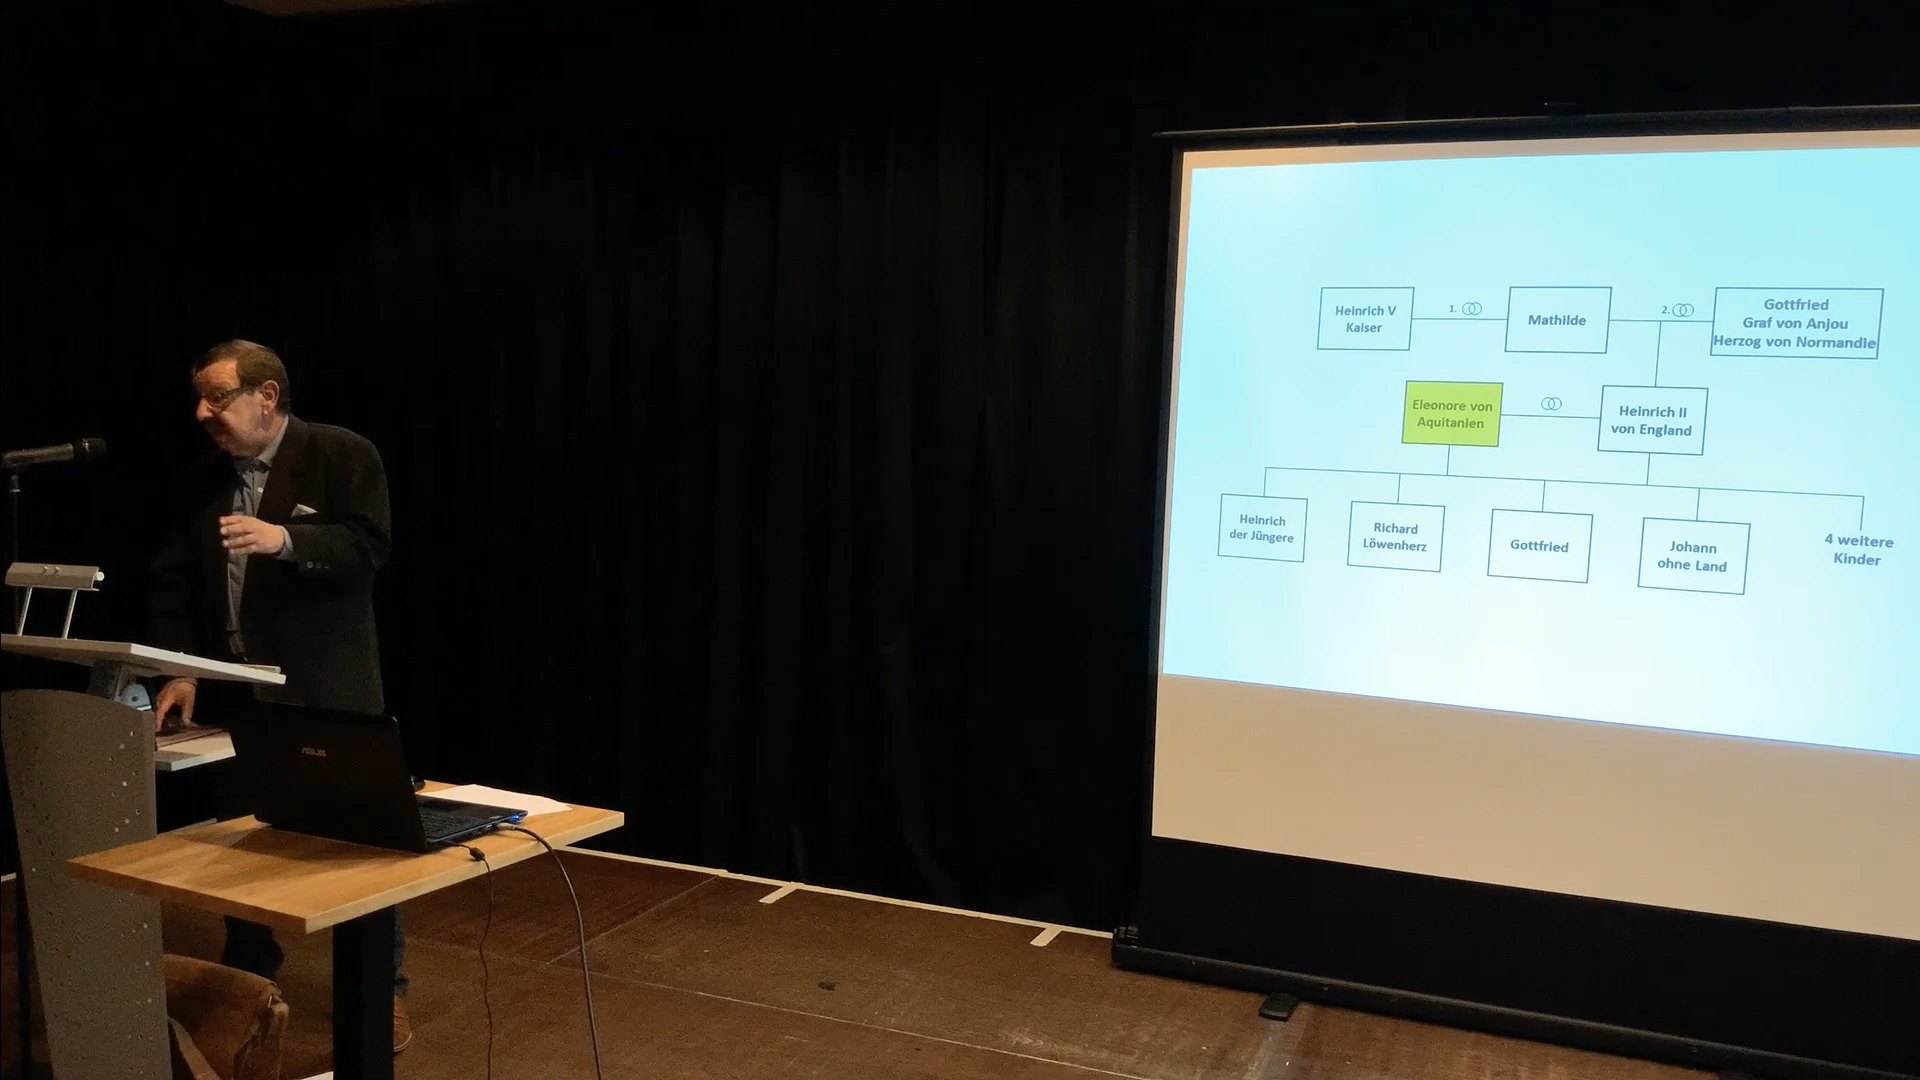 Heinrich V
Kaiser
1.
Mathilde
2.
Gottfried
Graf von Anjou
Herzog von Normandie
Eleonore von
Aquitanien
Heinrich II
von England
Heinrich
der Jüngere
Richard
Löwenherz
Gottfried
Johann
ohne Land
4 weitere
Kinder
ASUS